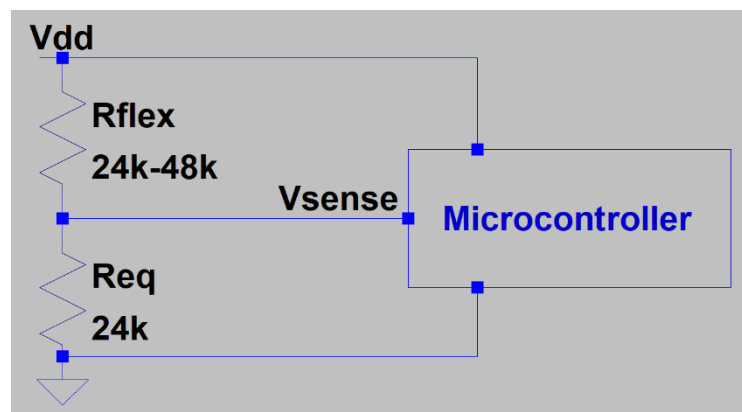 Vdd
Rflex
24k-48k
Vsense
Microcontroller
Req
24k